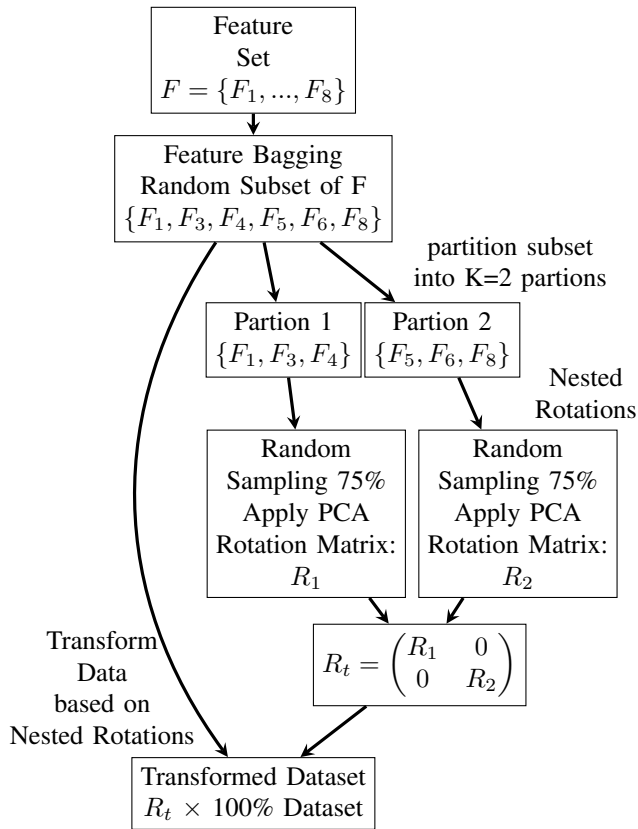 Feature
Set
F = {F₁, ..., F₈}
Feature Bagging
Random Subset of F
{F₁, F₃, F₄, F₅, F₆, F₈}
partition subset
into K=2 partions
Partion 1
{F₁, F₃, F₄}
Partion 2
{F₅, F₆, F₈}
Nested
Rotations
Random
Sampling 75%
Apply PCA
Rotation Matrix:
R₁
Random
Sampling 75%
Apply PCA
Rotation Matrix:
R₂
Transform
Data
based on
Nested Rotations
R_t = (R₁ 0
0 R₂)
Transformed Dataset
R_t × 100% Dataset